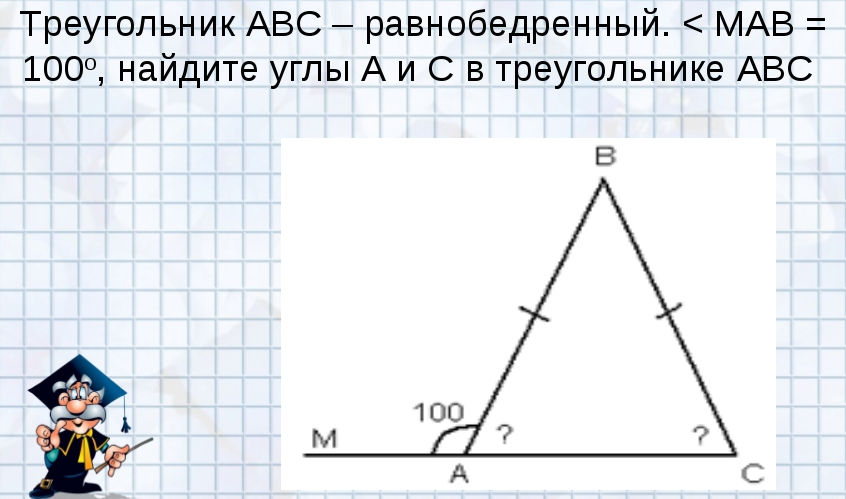 Треугольник АВС – равнобедренный. < МАВ =
100º, найдите углы А и С в треугольнике АВС
B
100
?
?
M
A
C